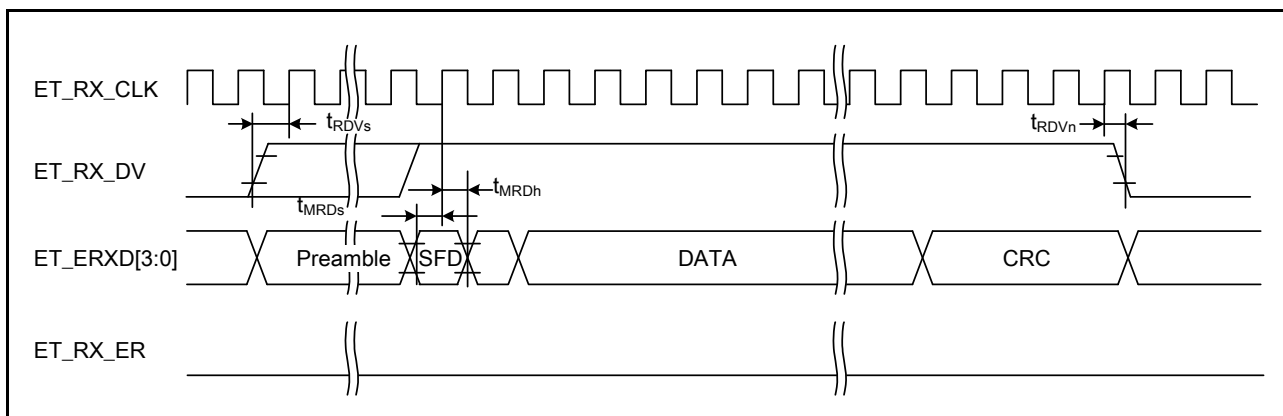 ET_RX_CLK
tRDVs
tRDVn
ET_RX_DV
tMRDh
tMRDs
ET_ERXD[3:0]
Preamble
SFD
DATA
CRC
ET_RX_ER